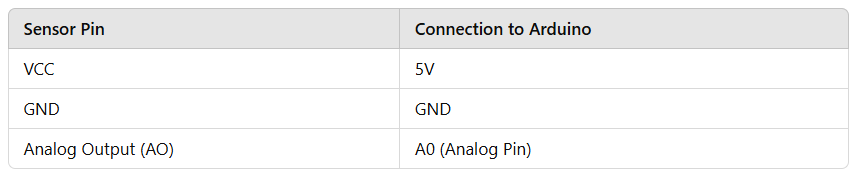 Sensor Pin Connection to Arduino
VCC 5V
GND GND
Analog Output (AO) A0 (Analog Pin)